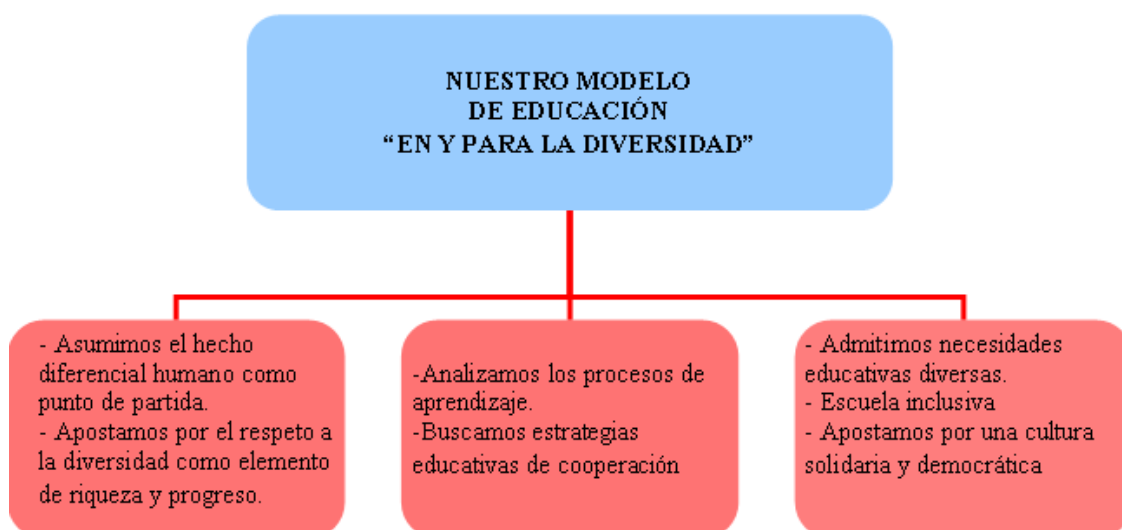 NUESTRO MODELO
DE EDUCACIÓN
“EN Y PARA LA DIVERSIDAD”
- Asumimos el hecho
diferencial humano como
punto de partida.
- Apostamos por el respeto a
la diversidad como elemento
de riqueza y progreso.
-Analizamos los procesos de
aprendizaje.
-Buscamos estrategias
educativas de cooperación
- Admitimos necesidades
educativas diversas.
- Escuela inclusiva
- Apostamos por una cultura
solidaria y democrática